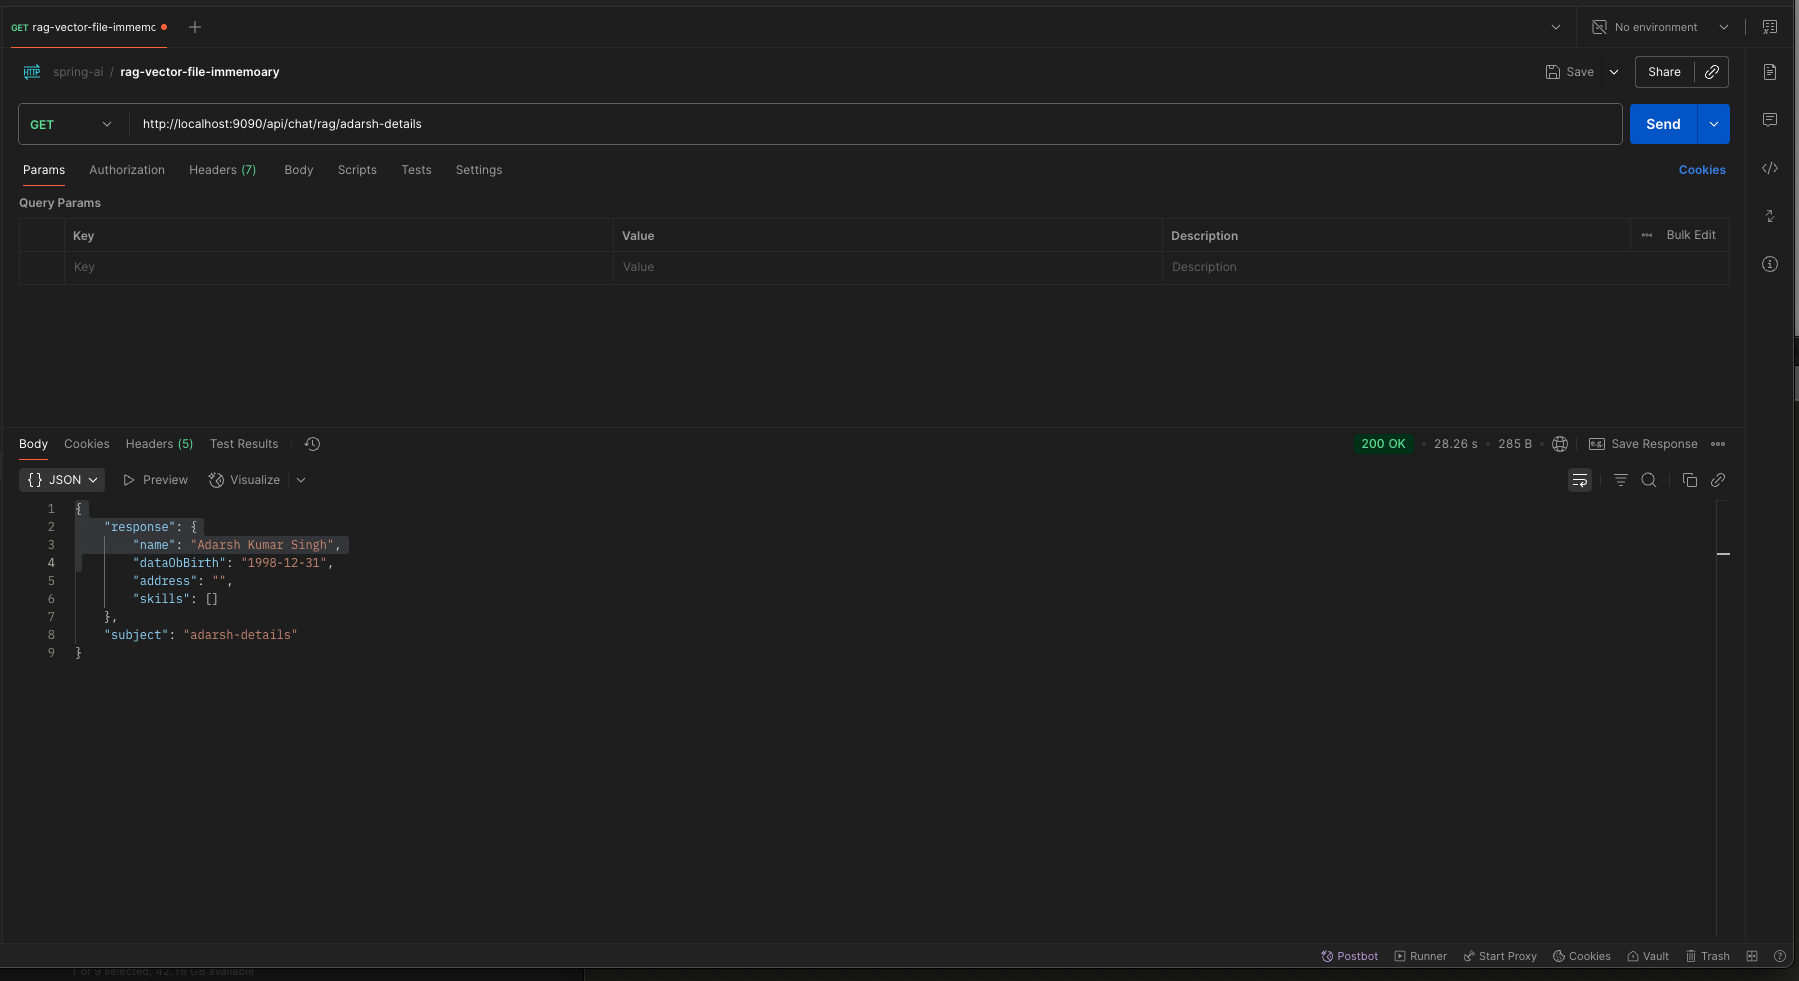 GET rag-vector-file-immemc
No environment
spring-ai / rag-vector-file-immemoary
Save
Share
GET
http://localhost:9090/api/chat/rag/adarsh-details
Send
Params Authorization Headers (7) Body Scripts Tests Settings
Cookies
Query Params
Key Value Description Bulk Edit
Key Value Description
Body Cookies Headers (5) Test Results
200 OK 28.26 s 285 B Save Response
{} JSON Preview Visualize
1 {
2 "response": {
3 "name": "Adarsh Kumar Singh",
4 "dataObBirth": "1998-12-31",
5 "address": "",
6 "skills": []
7 },
8 "subject": "adarsh-details"
9 }
Postbot Runner Start Proxy Cookies Vault Trash
1 of 9 selected, 42.18 GB available